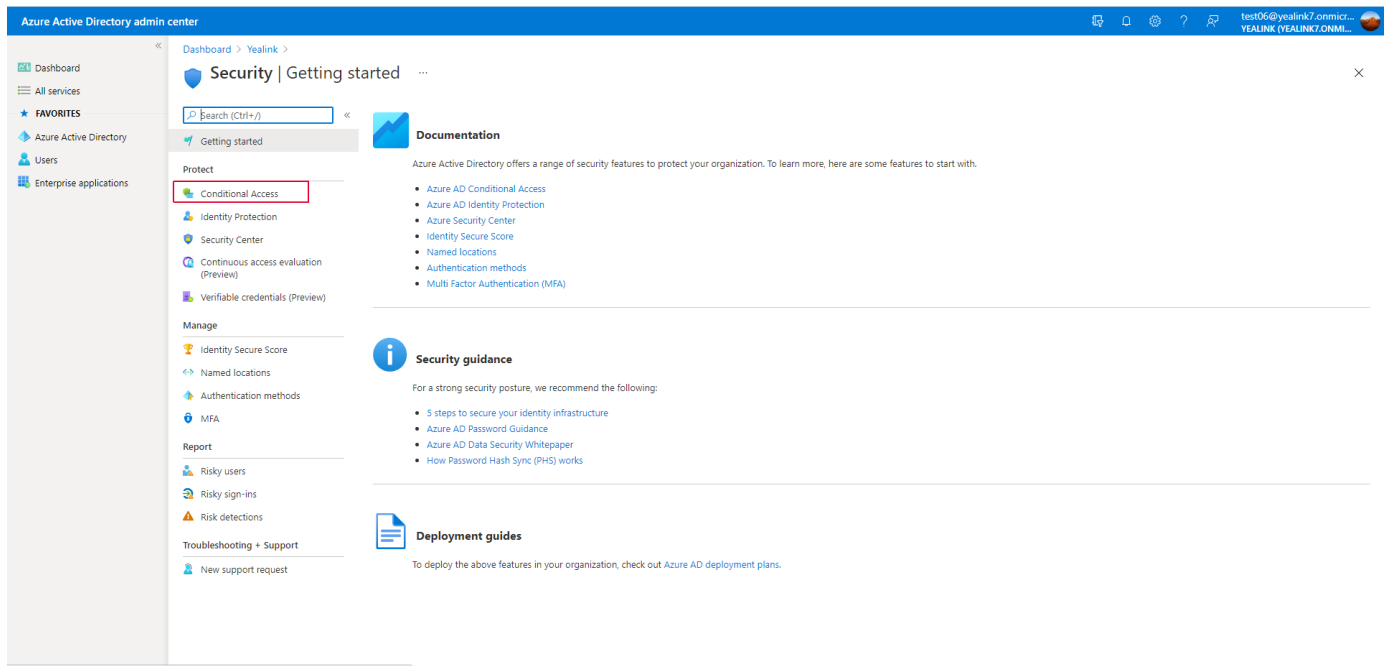 Azure Active Directory admin center
test06@yealink7.onmicr...
YEALINK (YEALINK7.ONMI...
Dashboard
All services
FAVORITES
Azure Active Directory
Users
Enterprise applications
Dashboard > Yealink >
Security | Getting started ...
Search (Ctrl+/)
Getting started
Protect
Conditional Access
Identity Protection
Security Center
Continuous access evaluation
(Preview)
Verifiable credentials (Preview)
Manage
Identity Secure Score
Named locations
Authentication methods
MFA
Report
Risky users
Risky sign-ins
Risk detections
Troubleshooting + Support
New support request
Documentation
Azure Active Directory offers a range of security features to protect your organization. To learn more, here are some features to start with.
Azure AD Conditional Access
Azure AD Identity Protection
Azure Security Center
Identity Secure Score
Named locations
Authentication methods
Multi Factor Authentication (MFA)
Security guidance
For a strong security posture, we recommend the following:
5 steps to secure your identity infrastructure
Azure AD Password Guidance
Azure AD Data Security Whitepaper
How Password Hash Sync (PHS) works
Deployment guides
To deploy the above features in your organization, check out Azure AD deployment plans.